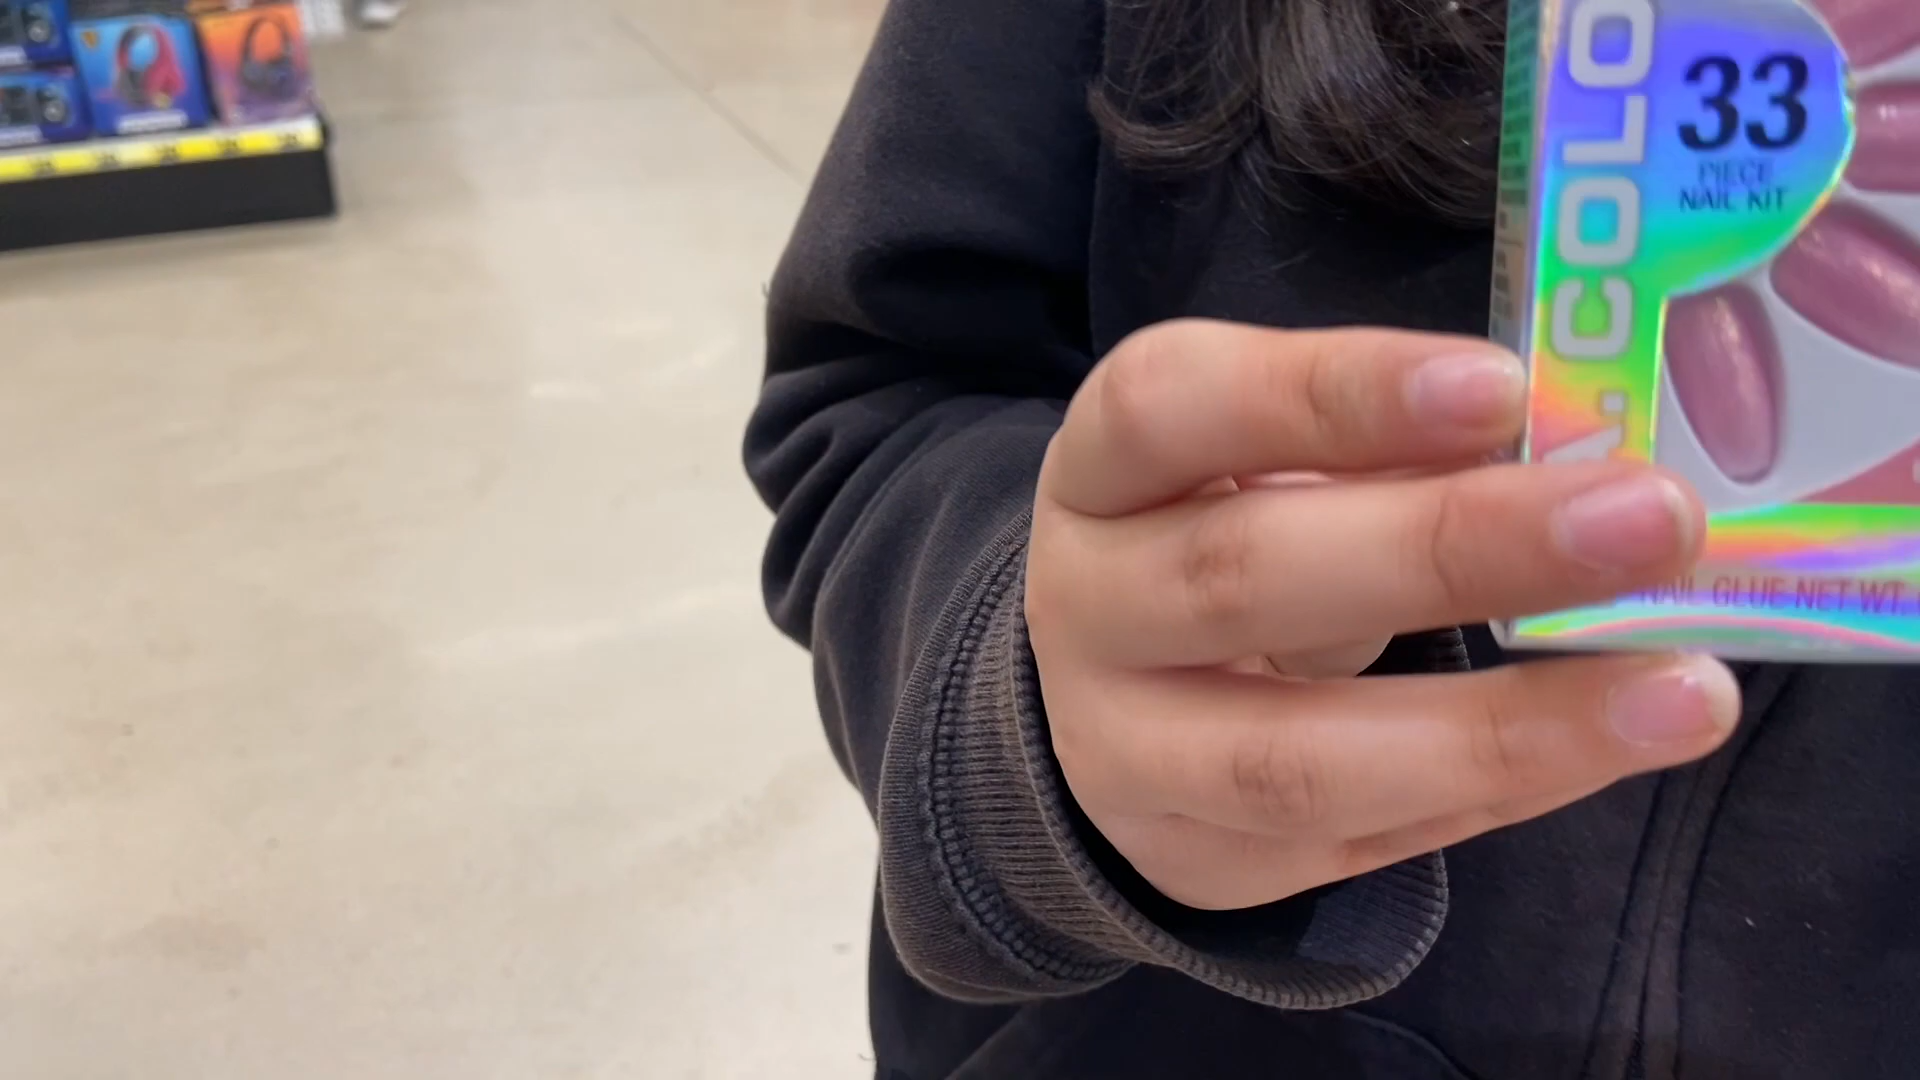 A. COLO
33
PIECE
NAIL KIT
NAIL GLUE NET WT.